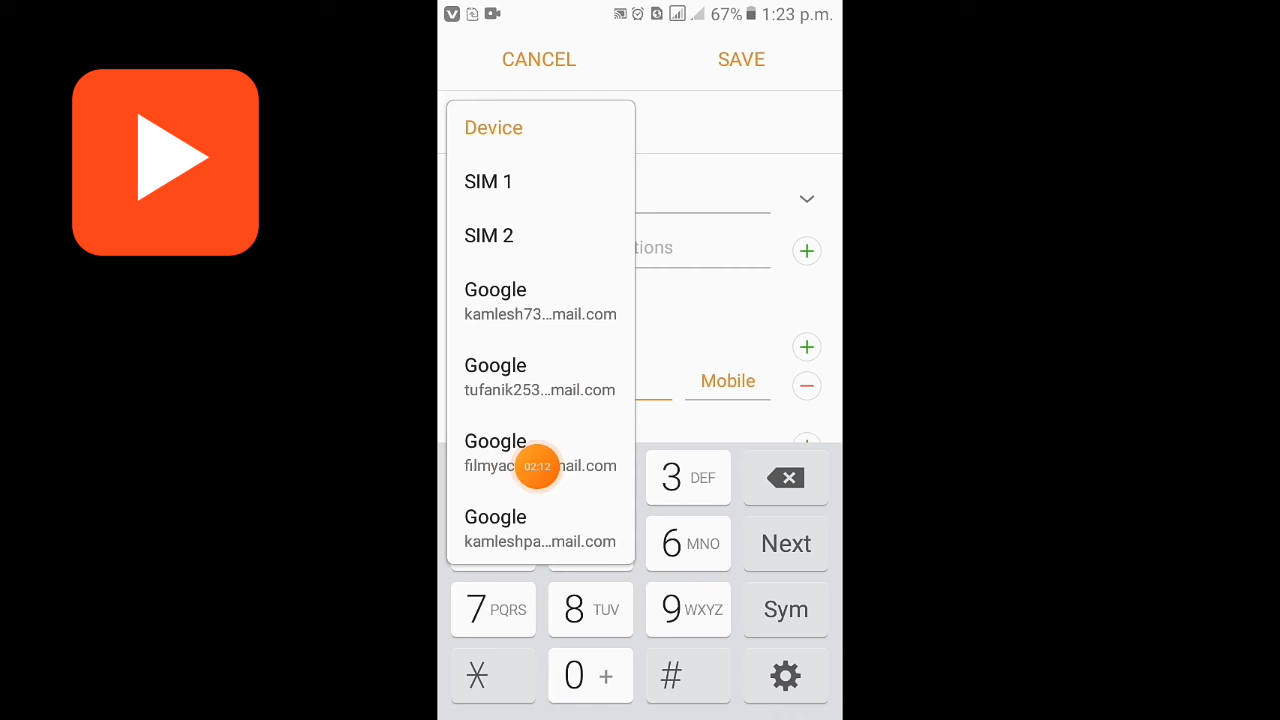 67% 1:23 p.m.
CANCEL SAVE
Device
SIM 1
SIM 2
tions
Google
kamlesh73...mail.com
Google
tufanik253...mail.com
Mobile
Google
filmyac
02:12
mail.com
Google
kamleshpa...mail.com
3 DEF
6 MNO Next
7 PQRS 8 TUV 9 WXYZ Sym
* 0 + #